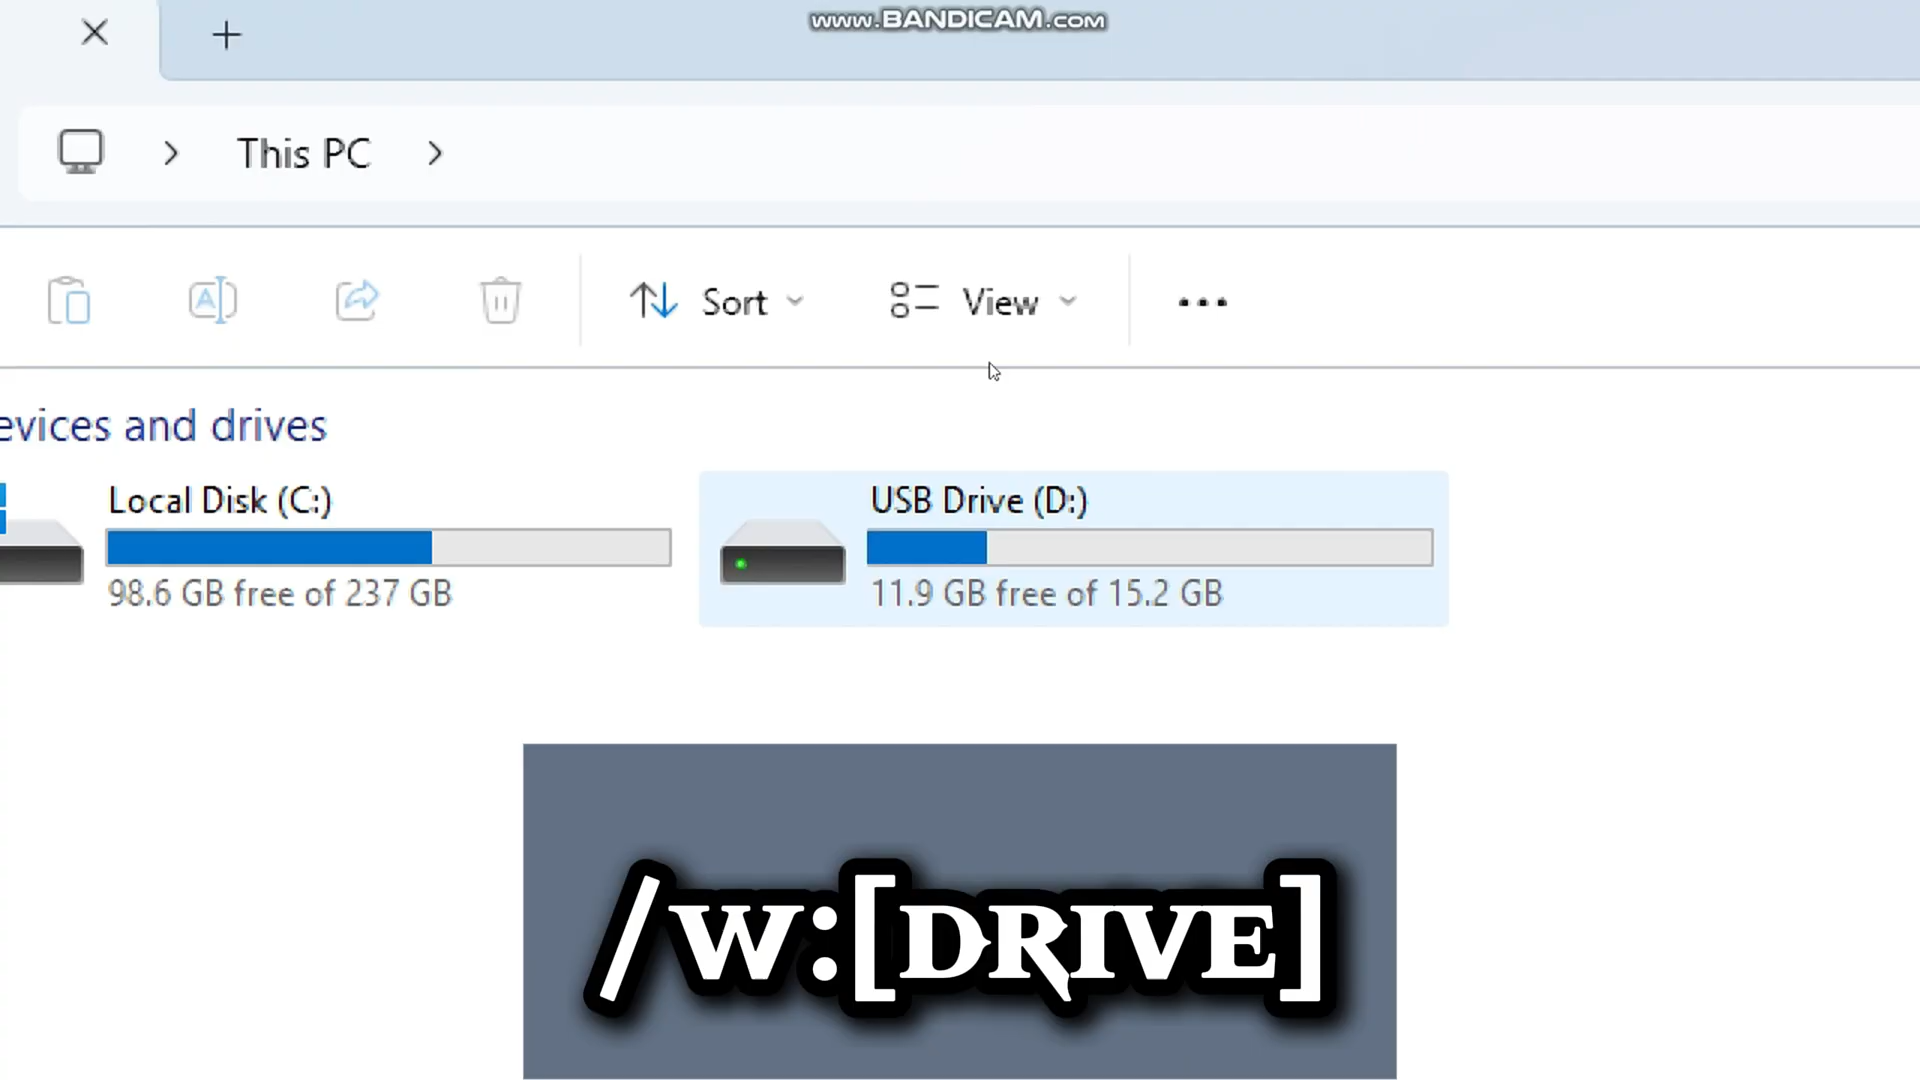 www.BANDICAM.com
This PC
Sort
View
evices and drives
Local Disk (C:)
98.6 GB free of 237 GB
USB Drive (D:)
11.9 GB free of 15.2 GB
/w:[DRIVE]